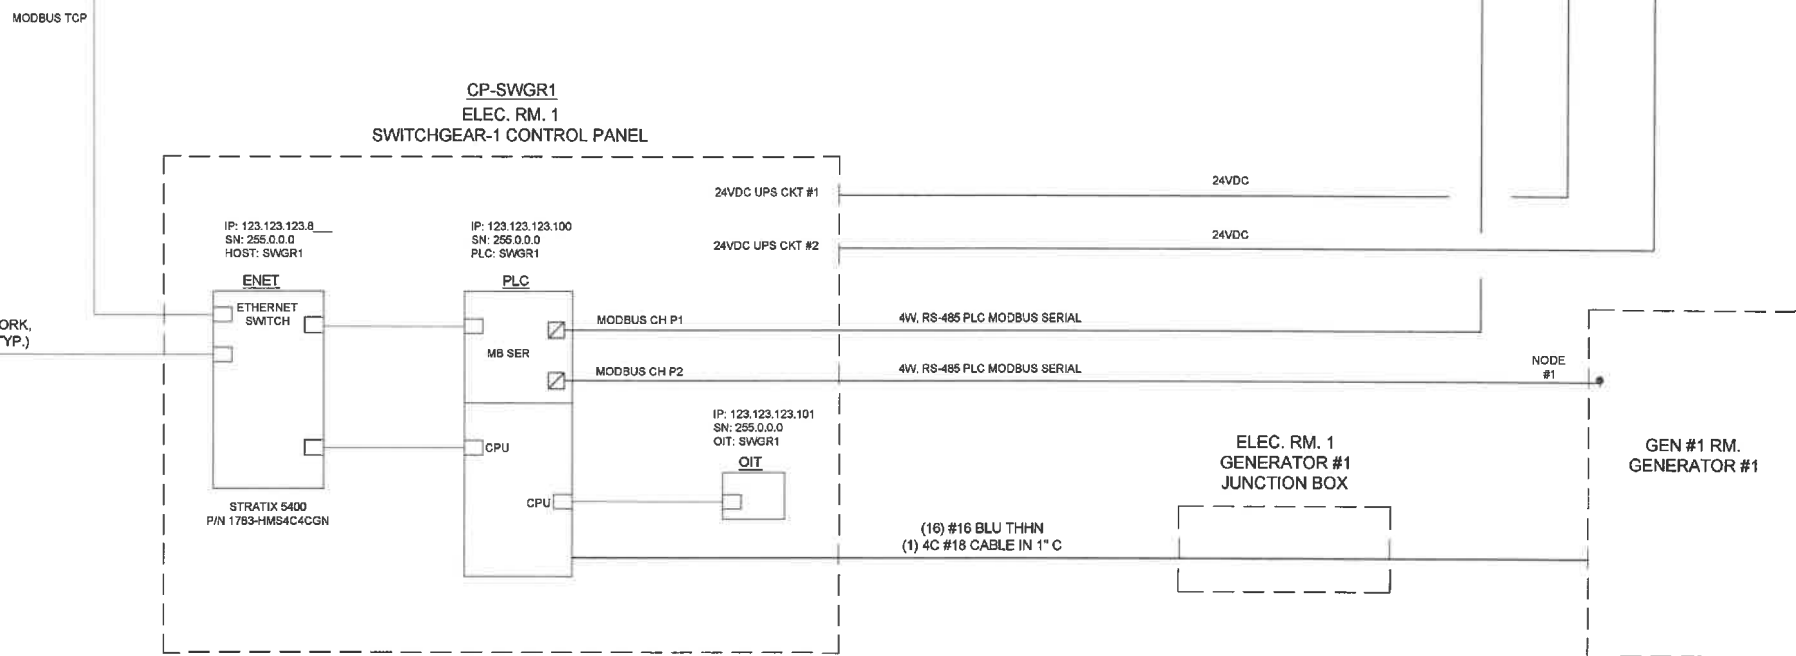 MODBUS TCP
CP-SWGR1
ELEC. RM. 1
SWITCHGEAR-1 CONTROL PANEL
24VDC UPS CKT #1
24VDC
24VDC UPS CKT #2
24VDC
IP: 123.123.123.8___
SN: 255.0.0.0
HOST: SWGR1
IP: 123.123.123.100
SN: 255.0.0.0
PLC: SWGR1
ENET
PLC
ETHERNET
SWITCH
ORK,
TYP.)
MB SER
MODBUS CH P1
4W, RS-485 PLC MODBUS SERIAL
MODBUS CH P2
4W, RS-485 PLC MODBUS SERIAL
NODE
#1
IP: 123.123.123.101
SN: 255.0.0.0
OIT: SWGR1
OIT
CPU
CPU
STRATIX 5400
P/N 1783-HMS4C4CGN
ELEC. RM. 1
GENERATOR #1
JUNCTION BOX
GEN #1 RM.
GENERATOR #1
(16) #16 BLU THHN
(1) 4C #18 CABLE IN 1" C